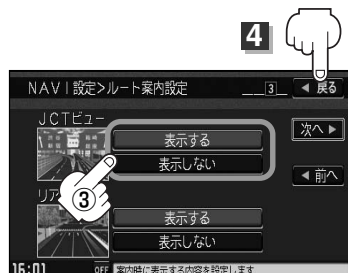 4
NAVI設定>ルート案内設定
3
◀戻る
JCTビュー
次へ▶
表示する
表示しない
◀前へ
リア
3
表示する
表示しない
16:01
OFF
案内時に表示する内容を設定します